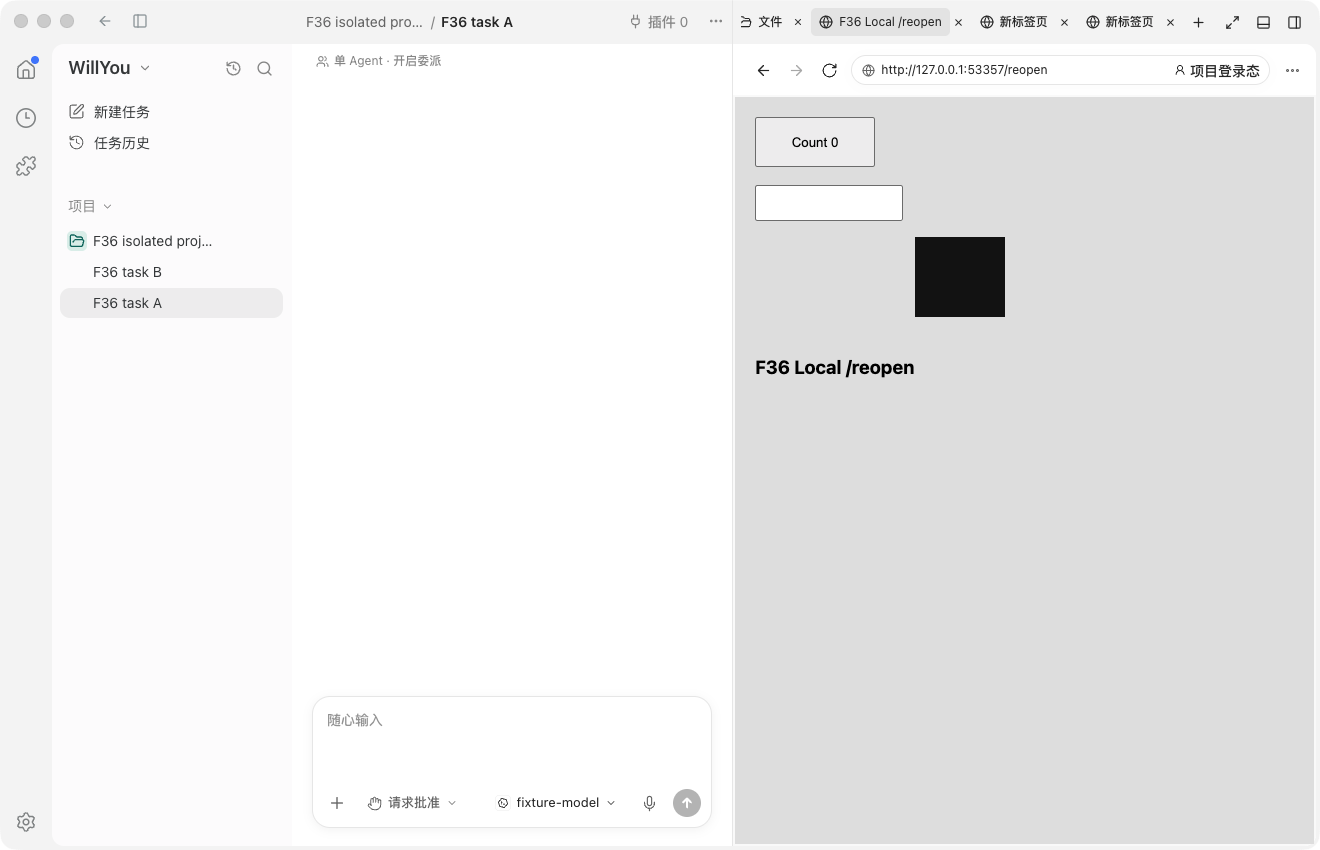 F36 isolated pro... / F36 task A
插件 0
文件
F36 Local /reopen
新标签页
新标签页
WillYou
新建任务
任务历史
项目
F36 isolated proj...
F36 task B
F36 task A
单 Agent · 开启委派
随心输入
请求批准
fixture-model
http://127.0.0.1:53357/reopen
项目登录态
Count 0
F36 Local /reopen